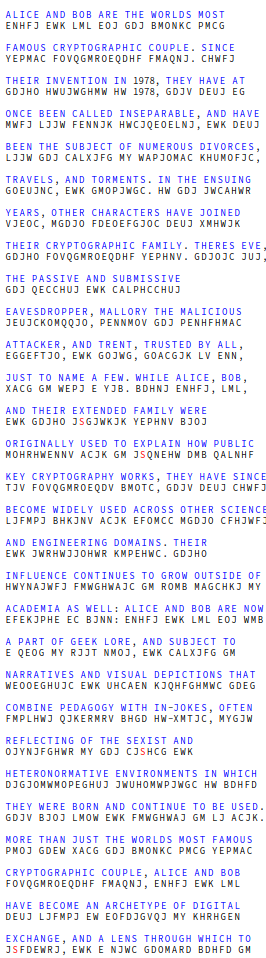 ALICE AND BOB ARE THE WORLDS MOST
ENHFJ EWK LML EOJ GDJ BMONKC PMCG
FAMOUS CRYPTOGRAPHIC COUPLE. SINCE
YEPMAC FOVQGMROEQDHF FMAQNJ. CHWFJ
THEIR INVENTION IN 1978, THEY HAVE AT
GDJHO HWUJWGHMW HW 1978, GDJV DEUJ EG
ONCE BEEN CALLED INSEPARABLE, AND HAVE
MWFJ LJJW FENNJK HWCJQEOELNJ, EWK DEUJ
BEEN THE SUBJECT OF NUMEROUS DIVORCES,
LJJW GDJ CALXJFG MY WAPJOMAC KHUMOFJC,
TRAVELS, AND TORMENTS. IN THE ENSUING
GOEUJNC, EWK GMOPJWGC. HW GDJ JWCAHWR
YEARS, OTHER CHARACTERS HAVE JOINED
VJEOC, MGDJO FDEOEFGJOC DEUJ XMHWJK
THEIR CRYPTOGRAPHIC FAMILY. THERES EVE,
GDJHO FOVQGMROEQDHF YEPHNV. GDJOJC JUJ,
THE PASSIVE AND SUBMISSIVE
GDJ QECCHUJ EWK CALPHCCHUJ
EAVESDROPPER, MALLORY THE MALICIOUS
JEUJCKOMQQJO, PENNMOV GDJ PENHFHMAC
ATTACKER, AND TRENT, TRUSTED BY ALL,
EGGEFTJO, EWK GOJWG, GOACGJK LV ENN,
JUST TO NAME A FEW. WHILE ALICE, BOB,
XACG GM WEPJ E YJB. BDHNJ ENHFJ, LML,
AND THEIR EXTENDED FAMILY WERE
EWK GDJHO JSGJWKJK YEPHNV BJOJ
ORIGINALLY USED TO EXPLAIN HOW PUBLIC
MOHRHWENNV ACJK GM JSQNEHW DMB QALNHF
KEY CRYPTOGRAPHY WORKS, THEY HAVE SINCE
TJV FOVQGMROEQDV BMOTC, GDJV DEUJ CHWFJ
BECOME WIDELY USED ACROSS OTHER SCIENCE
LJFMPJ BHKJNV ACJK EFOMCC MGDJO CFHJWFJ
AND ENGINEERING DOMAINS. THEIR
EWK JWRHWJJOHWR KMPEHWC. GDJHO
INFLUENCE CONTINUES TO GROW OUTSIDE OF
HWYNAJWFJ FMWGHWAJC GM ROMB MAGCHKJ MY
ACADEMIA AS WELL: ALICE AND BOB ARE NOW
EFEKJPHE EC BJNN: ENHFJ EWK LML EOJ WMB
A PART OF GEEK LORE, AND SUBJECT TO
E QEOG MY RJJT NMOJ, EWK CALXJFG GM
NARRATIVES AND VISUAL DEPICTIONS THAT
WEOOEGHUJC EWK UHCAEN KJQHFGHMWC GDEG
COMBINE PEDAGOGY WITH IN-JOKES, OFTEN
FMPLHWJ QJKERMRV BHGD HW-XMTJC, MYGJW
REFLECTING OF THE SEXIST AND
OJYNJFGHWR MY GDJ CJSHCG EWK
HETERONORMATIVE ENVIRONMENTS IN WHICH
DJGJOMWMOPEGHUJ JWUHOMWPJWGC HW BDHFD
THEY WERE BORN AND CONTINUE TO BE USED.
GDJV BJOJ LMOW EWK FMWGHWAJ GM LJ ACJK.
MORE THAN JUST THE WORLDS MOST FAMOUS
PMOJ GDEW XACG GDJ BMONKC PMCG YEPMAC
CRYPTOGRAPHIC COUPLE, ALICE AND BOB
FOVQGMROEQDHF FMAQNJ, ENHFJ EWK LML
HAVE BECOME AN ARCHETYPE OF DIGITAL
DEUJ LJFMPJ EW EOFDJGVQJ MY KHRHGEN
EXCHANGE, AND A LENS THROUGH WHICH TO
JSFDEWRJ, EWK E NJWC GDOMARD BDHFD GM